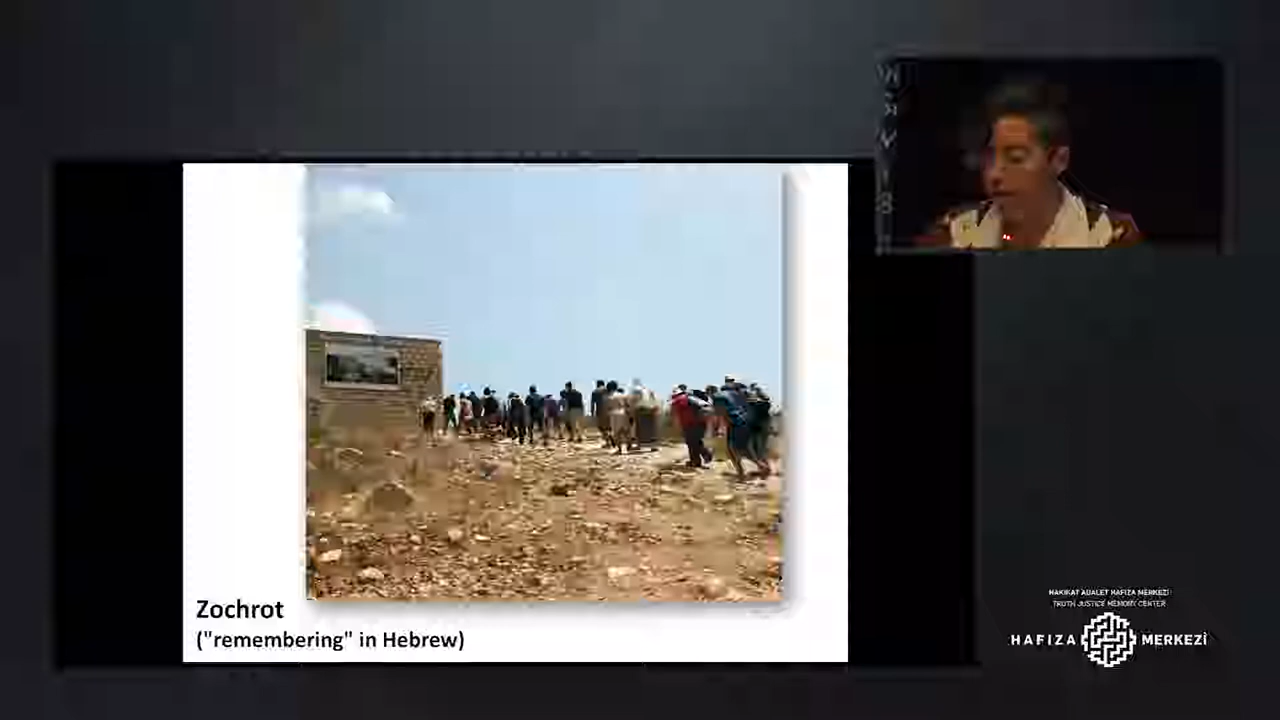 Zochrot
("remembering" in Hebrew)
HAKİKAT ADALET HAFIZA MERKEZİ
TRUTH JUSTICE MEMORY CENTER
HAFIZA MERKEZİ